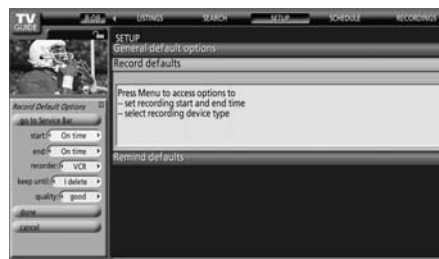 TV
GUIDE
LISTINGS
SEARCH
SETUP
SCHEDULE
RECORDINGS
SETUP
General default options
Record defaults
Press Menu to access options to
– set recording start and end time
– select recording device type
Remind defaults
Record Default Options
go to Service Bar
start: On time
end: On time
recorder: VCR
keep until: I delete
quality: good
done
cancel